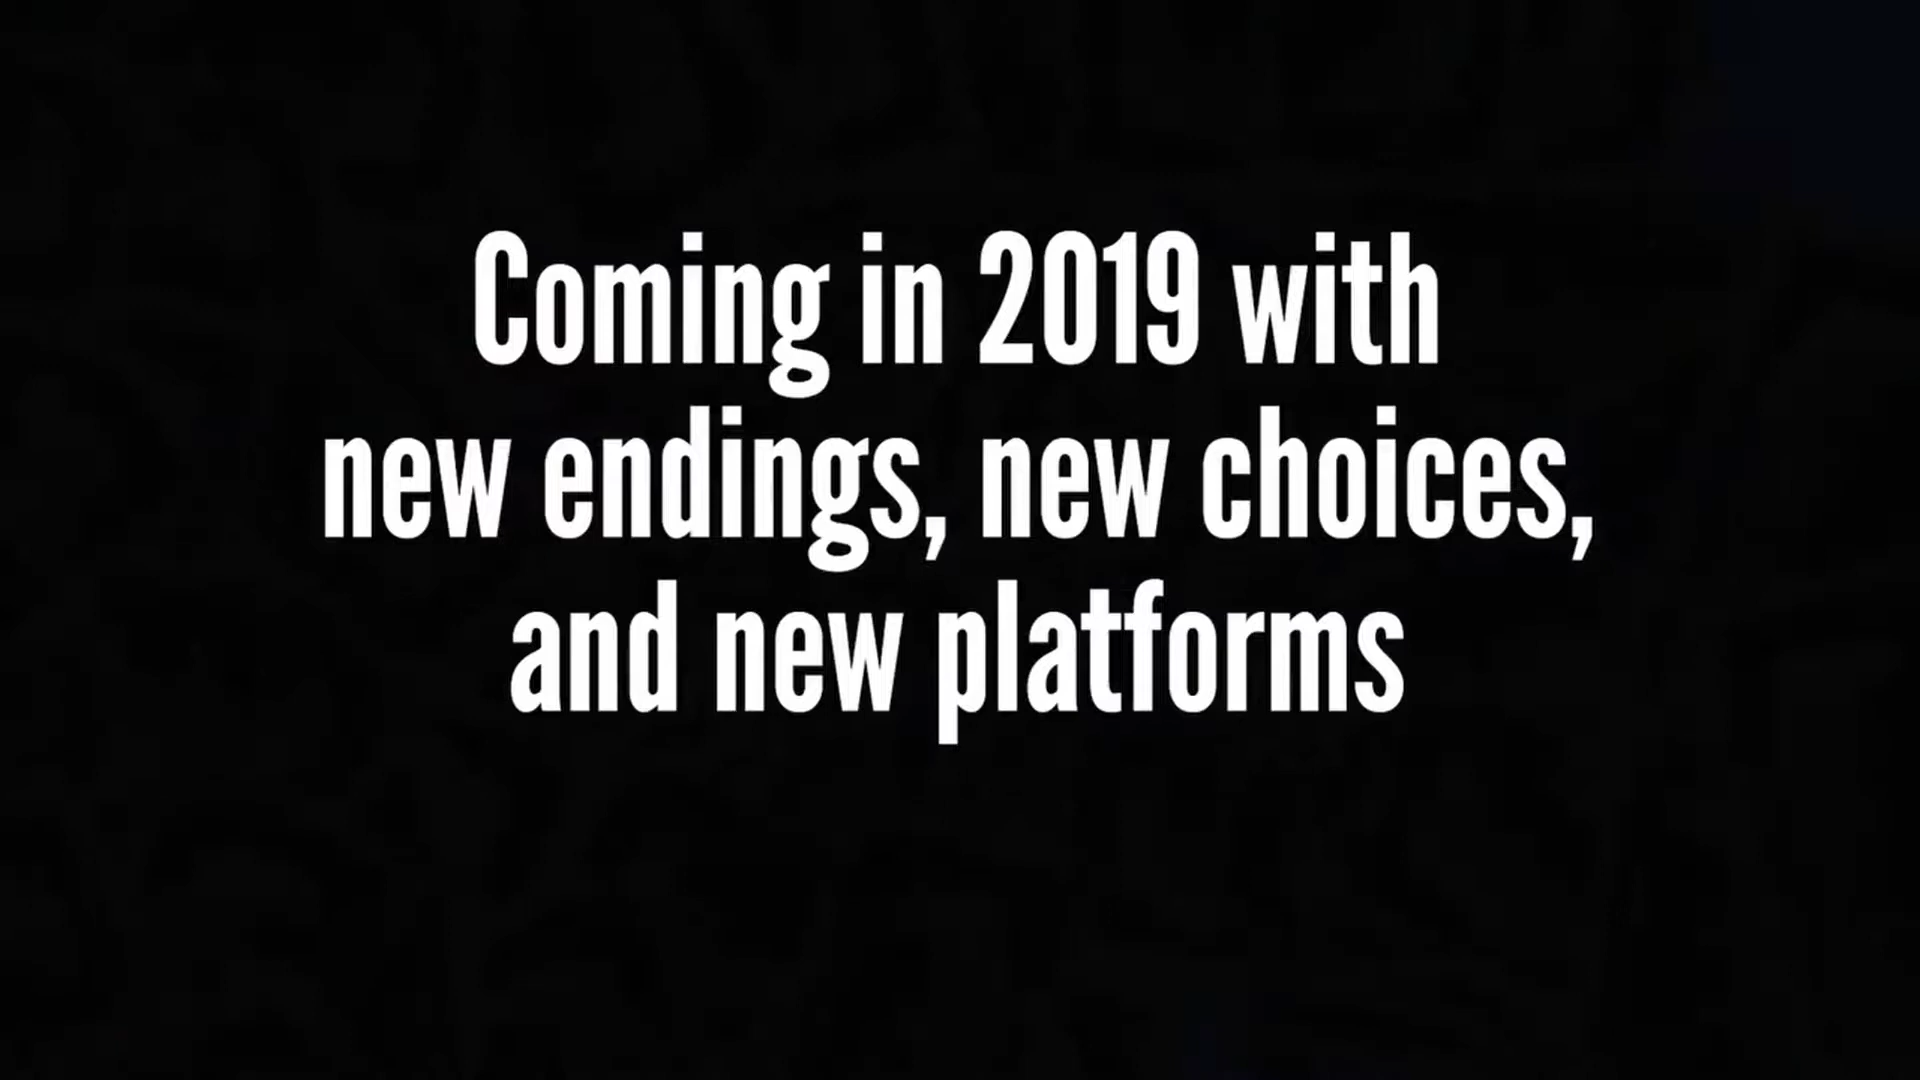 Coming in 2019 with
new endings, new choices,
and new platforms